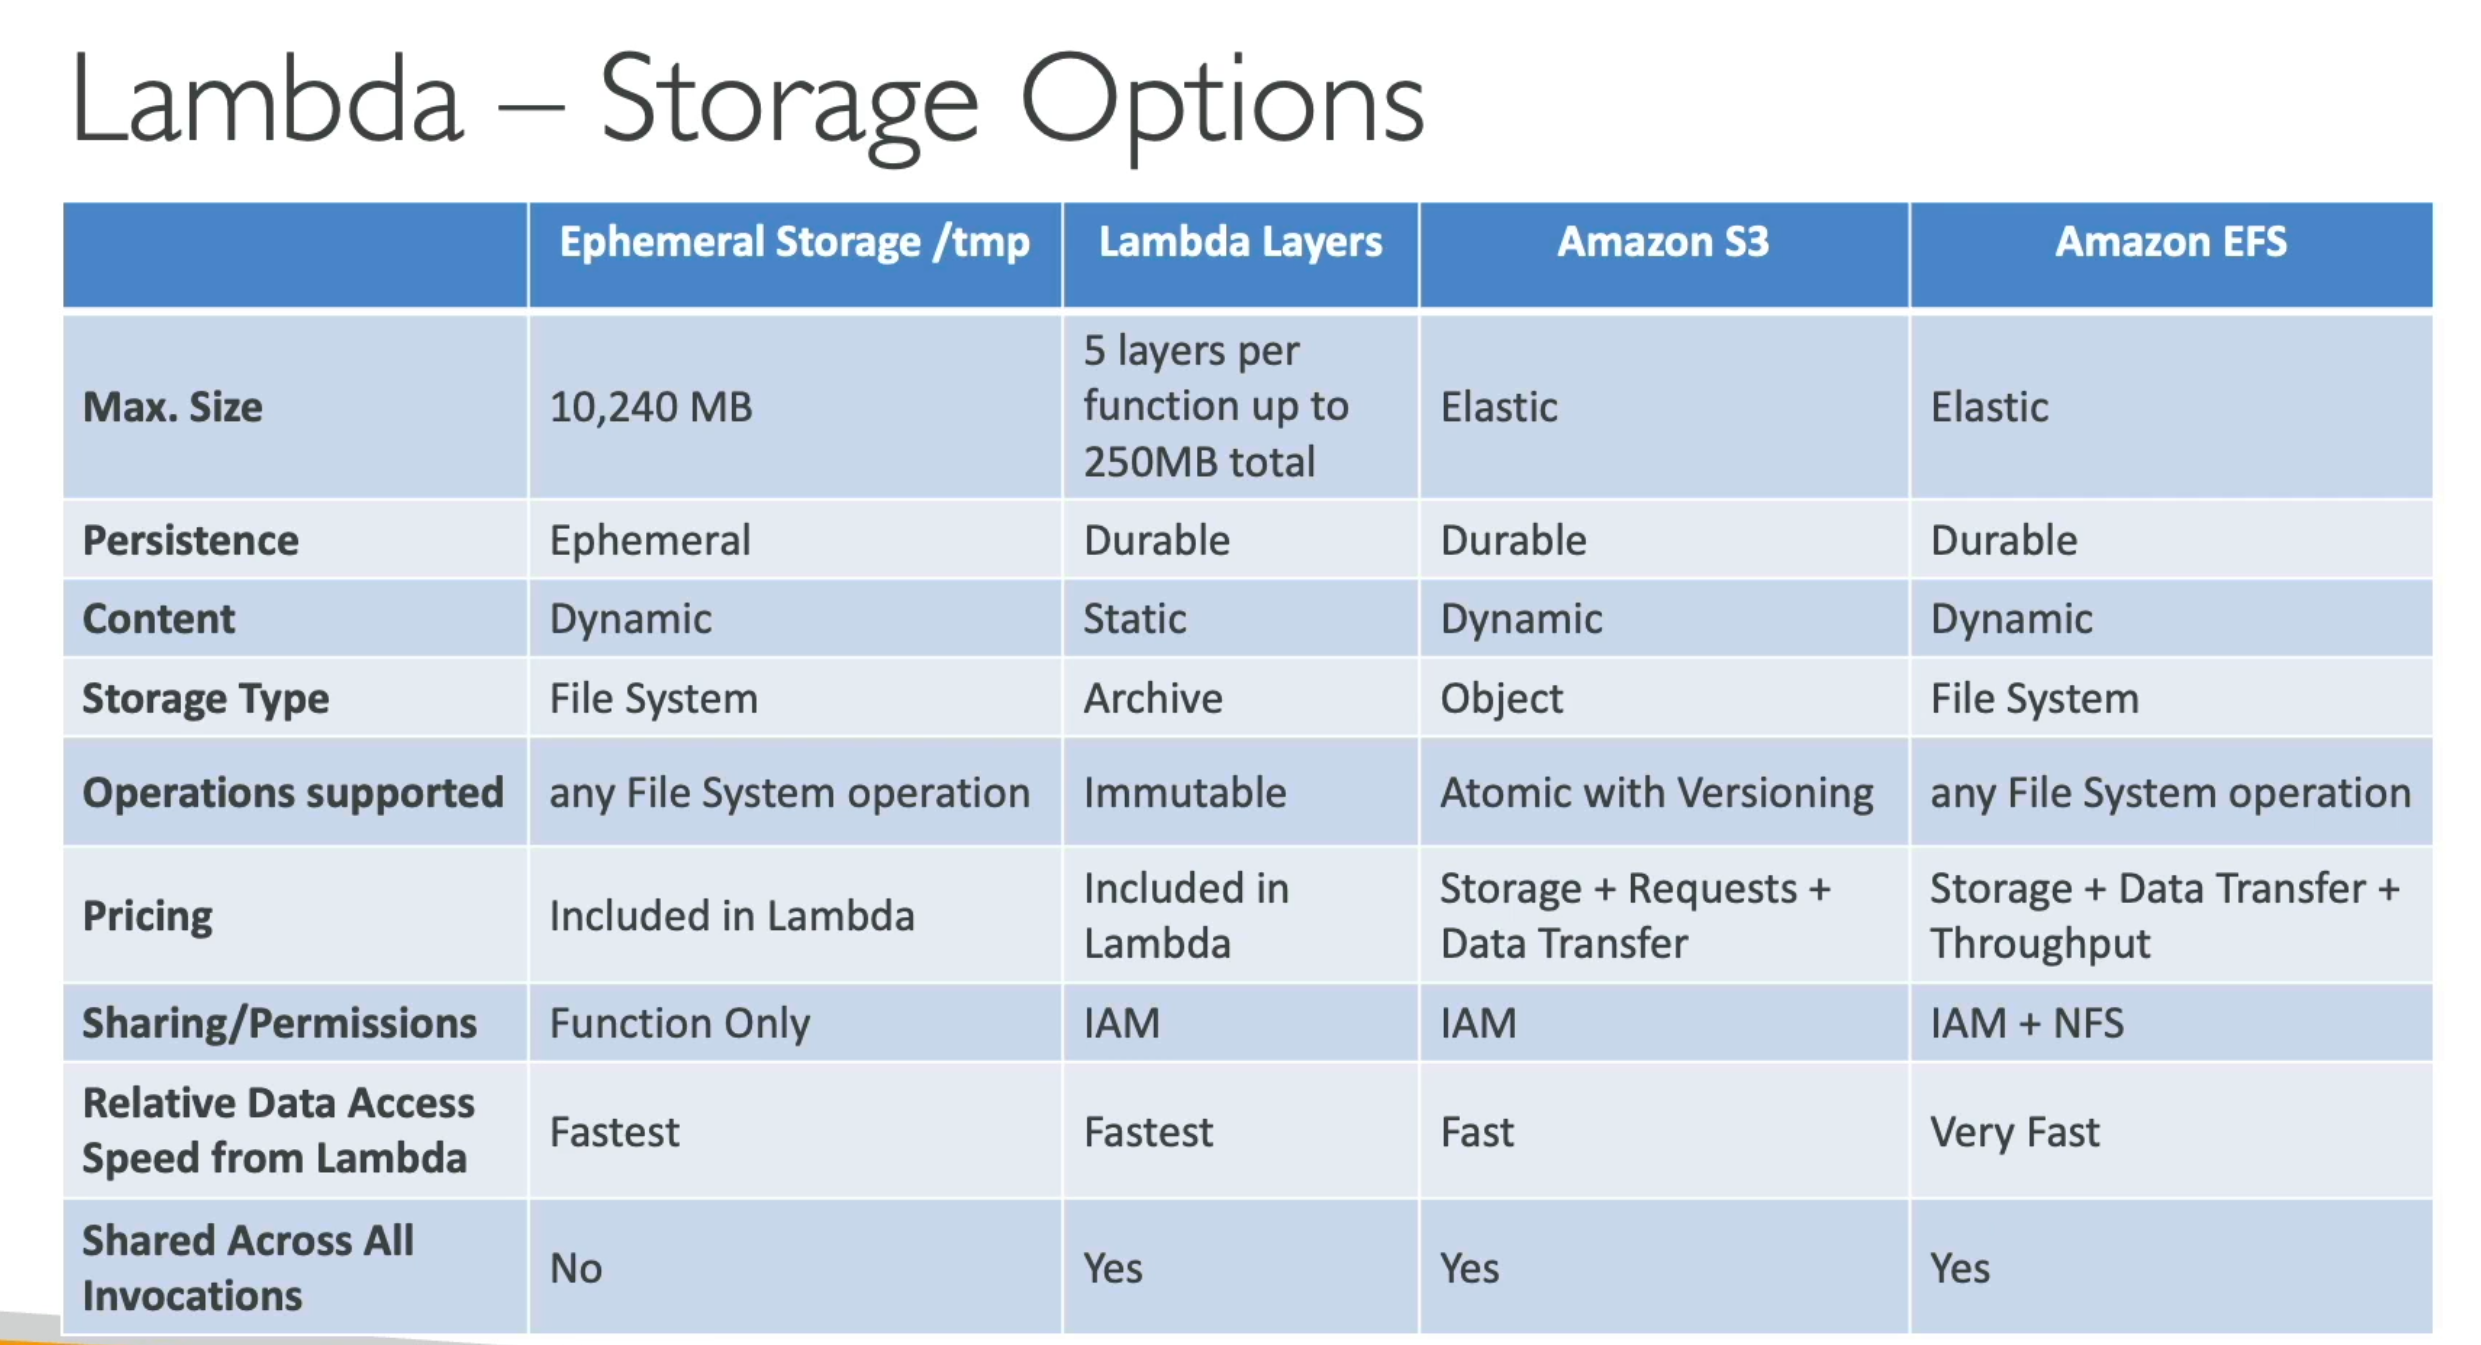 Lambda – Storage Options
Ephemeral Storage /tmp
Lambda Layers
Amazon S3
Amazon EFS
Max. Size
10,240 MB
5 layers per
function up to
250MB total
Elastic
Elastic
Persistence
Ephemeral
Durable
Durable
Durable
Content
Dynamic
Static
Dynamic
Dynamic
Storage Type
File System
Archive
Object
File System
Operations supported
any File System operation
Immutable
Atomic with Versioning
any File System operation
Pricing
Included in Lambda
Included in
Lambda
Storage + Requests +
Data Transfer
Storage + Data Transfer +
Throughput
Sharing/Permissions
Function Only
IAM
IAM
IAM + NFS
Relative Data Access
Speed from Lambda
Fastest
Fastest
Fast
Very Fast
Shared Across All
Invocations
No
Yes
Yes
Yes